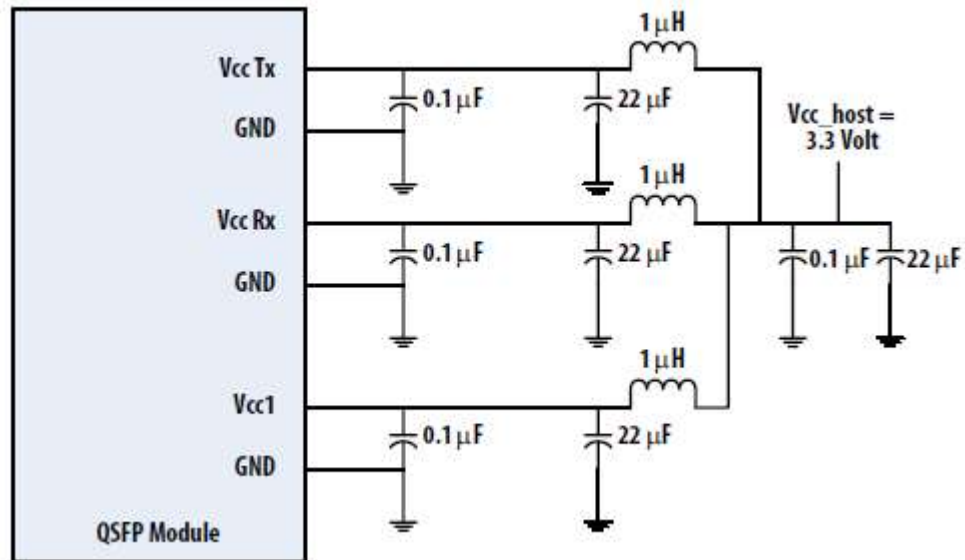 1 μH
Vcc Tx
0.1 μF
22 μF
GND
Vcc_host =
3.3 Volt
1 μH
Vcc Rx
0.1 μF
22 μF
0.1 μF
22 μF
GND
1 μH
Vcc1
0.1 μF
22 μF
GND
QSFP Module